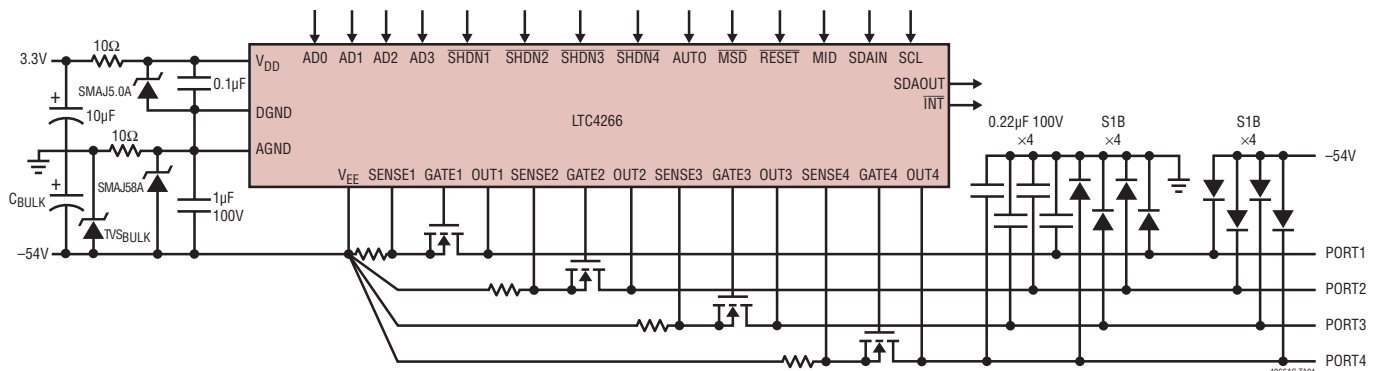 AD0 AD1 AD2 AD3 SHDN1 SHDN2 SHDN3 SHDN4 AUTO MSD RESET MID SDAIN SCL
3.3V
10Ω
VDD
SMAJ5.0A
0.1µF
SDAOUT
INT
+
10µF
DGND
LTC4266
0.22µF 100V
×4
S1B
×4
S1B
×4
10Ω
AGND
–54V
+
CBULK
SMAJ58A
TVSBULK
1µF
100V
VEE SENSE1 GATE1 OUT1 SENSE2 GATE2 OUT2 SENSE3 GATE3 OUT3 SENSE4 GATE4 OUT4
–54V
PORT1
PORT2
PORT3
PORT4